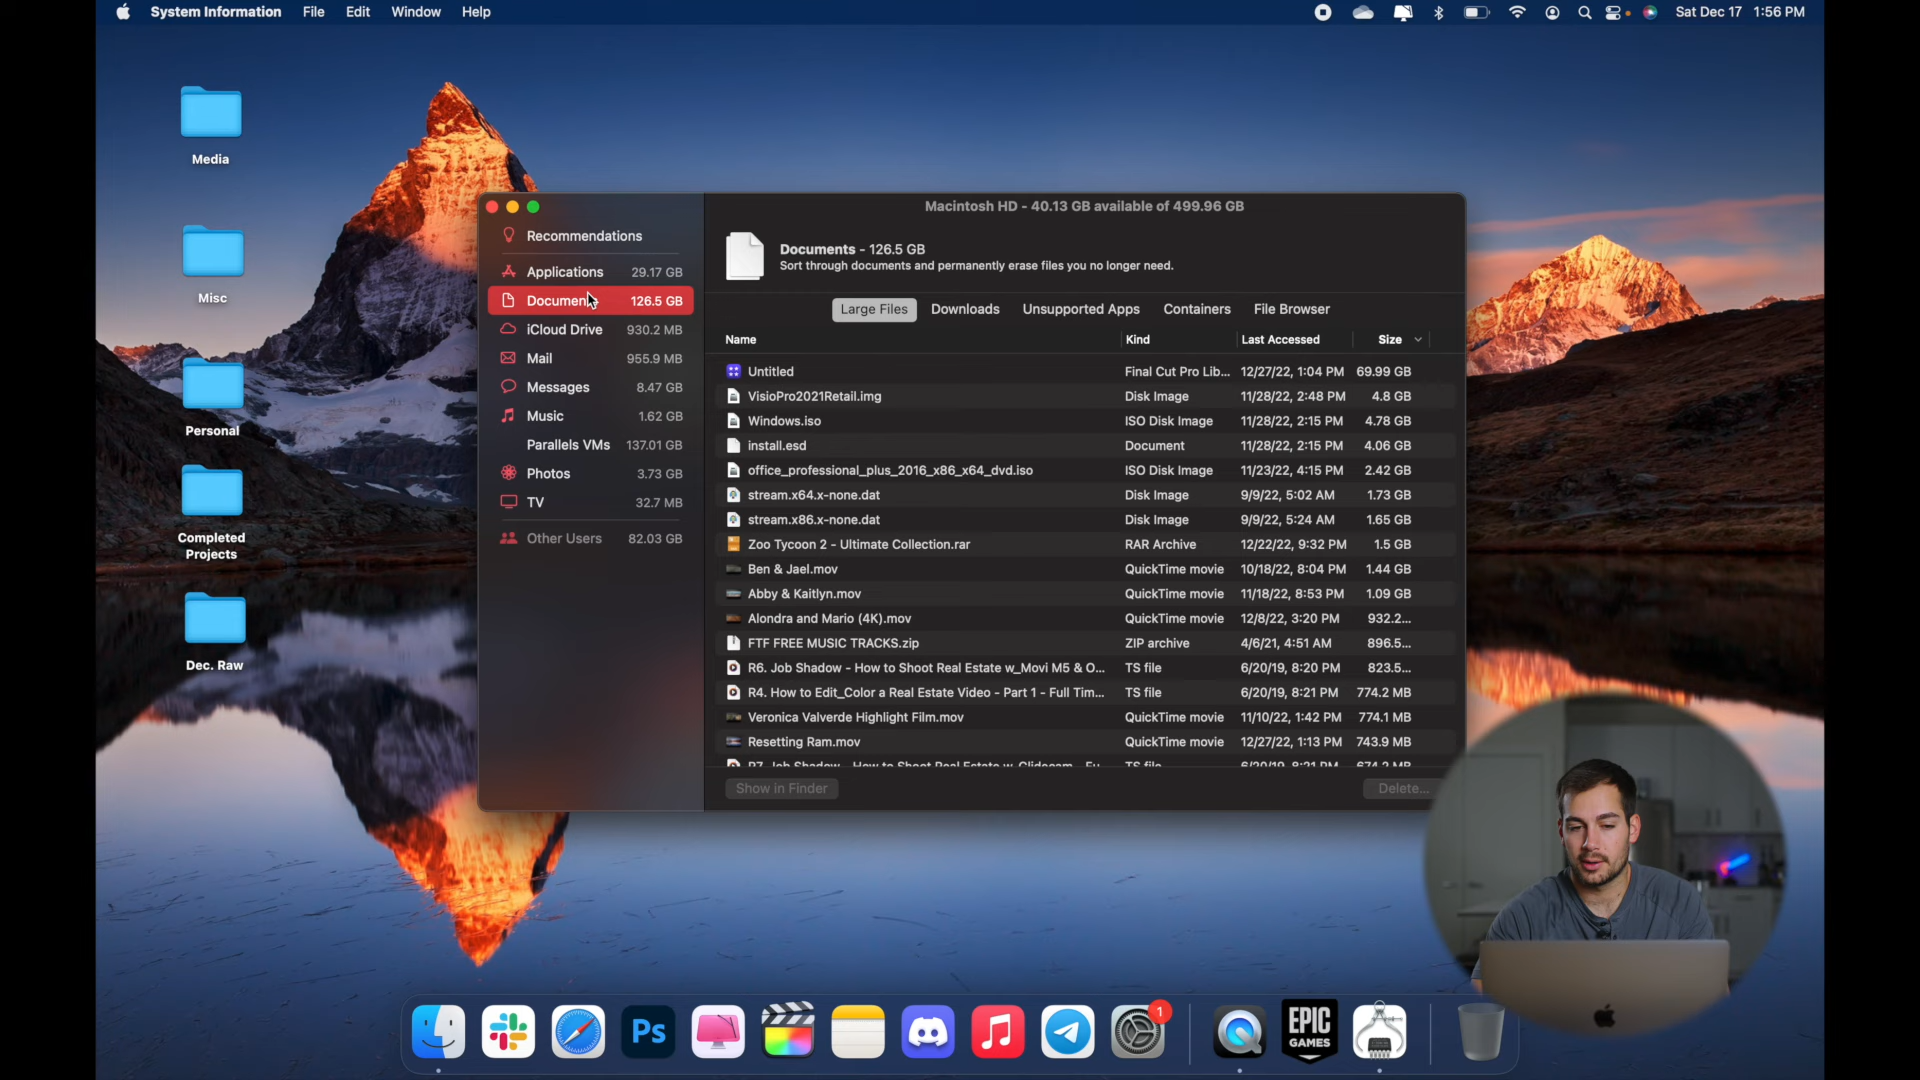 System Information File Edit Window Help
Sat Dec 17 1:56 PM
Media
Misc
Personal
Completed
Projects
Dec. Raw
Recommendations
Applications 29.17 GB
Document 126.5 GB
iCloud Drive 930.2 MB
Mail 955.9 MB
Messages 8.47 GB
Music 1.62 GB
Parallels VMs 137.01 GB
Photos 3.73 GB
TV 32.7 MB
Other Users 82.03 GB
Macintosh HD - 40.13 GB available of 499.96 GB
Documents - 126.5 GB
Sort through documents and permanently erase files you no longer need.
Large Files Downloads Unsupported Apps Containers File Browser
Name Kind Last Accessed Size
Untitled Final Cut Pro Lib... 12/27/22, 1:04 PM 69.99 GB
VisioPro2021Retail.img Disk Image 11/28/22, 2:48 PM 4.8 GB
Windows.iso ISO Disk Image 11/28/22, 2:15 PM 4.78 GB
install.esd Document 11/28/22, 2:15 PM 4.06 GB
office_professional_plus_2016_x86_x64_dvd.iso ISO Disk Image 11/23/22, 4:15 PM 2.42 GB
stream.x64.x-none.dat Disk Image 9/9/22, 5:02 AM 1.73 GB
stream.x86.x-none.dat Disk Image 9/9/22, 5:24 AM 1.65 GB
Zoo Tycoon 2 - Ultimate Collection.rar RAR Archive 12/22/22, 9:32 PM 1.5 GB
Ben & Jael.mov QuickTime movie 10/18/22, 8:04 PM 1.44 GB
Abby & Kaitlyn.mov QuickTime movie 11/18/22, 8:53 PM 1.09 GB
Alondra and Mario (4K).mov QuickTime movie 12/8/22, 3:20 PM 932.2...
FTF FREE MUSIC TRACKS.zip ZIP archive 4/6/21, 4:51 AM 896.5...
R6. Job Shadow - How to Shoot Real Estate w_Movi M5 & O... TS file 6/20/19, 8:20 PM 823.5...
R4. How to Edit_Color a Real Estate Video - Part 1 - Full Tim... TS file 6/20/19, 8:21 PM 774.2 MB
Veronica Valverde Highlight Film.mov QuickTime movie 11/10/22, 1:42 PM 774.1 MB
Resetting Ram.mov QuickTime movie 12/27/22, 1:13 PM 743.9 MB
Show in Finder Delete...
Ps
1
EPIC
GAMES